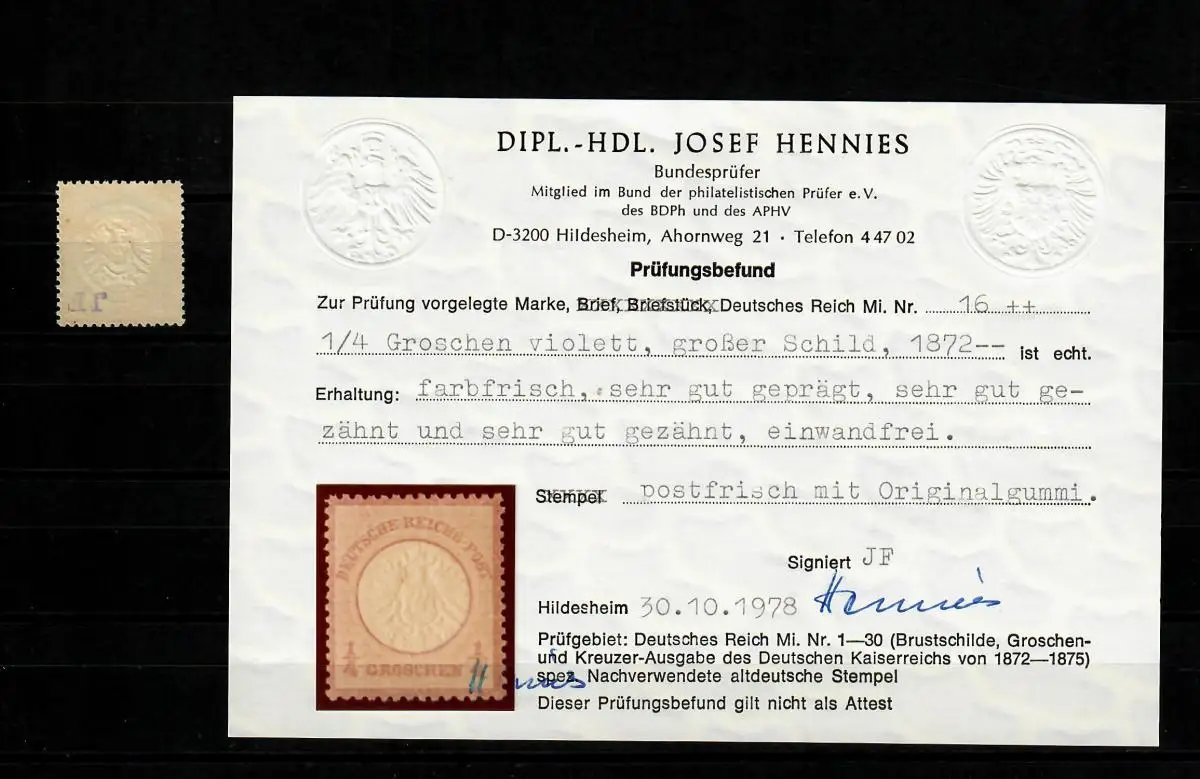 DIPL.-HDL. JOSEF HENNIES
Bundesprüfer
Mitglied im Bund der philatelistischen Prüfer e. V.
des BDPh und des APHV
D-3200 Hildesheim, Ahornweg 21 · Telefon 4 47 02
Prüfungsbefund
Zur Prüfung vorgelegte Marke, Brief, Briefstück, Deutsches Reich Mi. Nr. 16 ++
1/4 Groschen violett, großer Schild, 1872-- ist echt.
Erhaltung: farbfrisch, sehr gut geprägt, sehr gut ge-
zähnt und sehr gut gezähnt, einwandfrei.
Stempel postfrisch mit Originalgummi.
Signiert JF
Hildesheim 30.10.1978 Hennies
Prüfgebiet: Deutsches Reich Mi. Nr. 1—30 (Brustschilde, Groschen-
und Kreuzer-Ausgabe des Deutschen Kaiserreichs von 1872—1875)
spez. Nachverwendete altdeutsche Stempel
Dieser Prüfungsbefund gilt nicht als Attest
DEUTSCHE REICHS-POST
1/4 GROSCHEN 1/4